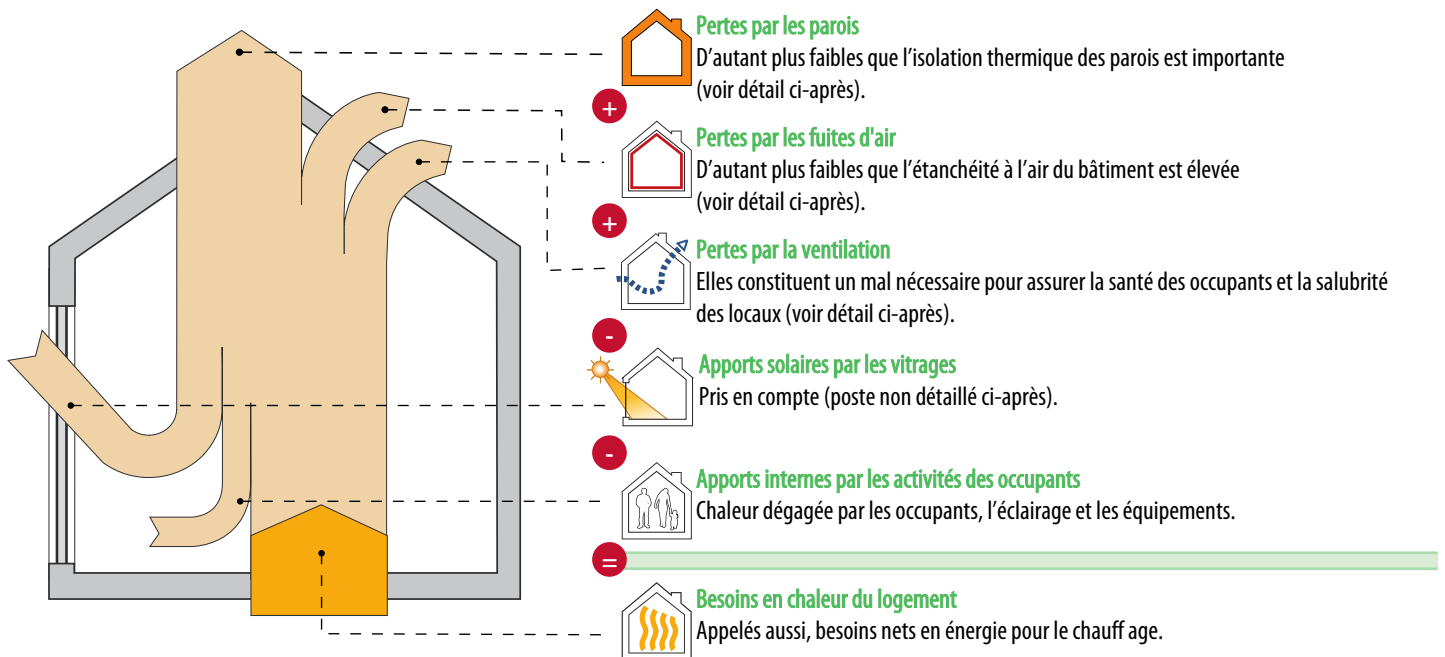 Pertes par les parois
D'autant plus faibles que l'isolation thermique des parois est importante
(voir détail ci-après).
+
Pertes par les fuites d'air
D'autant plus faibles que l'étanchéité à l'air du bâtiment est élevée
(voir détail ci-après).
+
Pertes par la ventilation
Elles constituent un mal nécessaire pour assurer la santé des occupants et la salubrité
des locaux (voir détail ci-après).
-
Apports solaires par les vitrages
Pris en compte (poste non détaillé ci-après).
-
Apports internes par les activités des occupants
Chaleur dégagée par les occupants, l'éclairage et les équipements.
=
Besoins en chaleur du logement
Appelés aussi, besoins nets en énergie pour le chauff age.